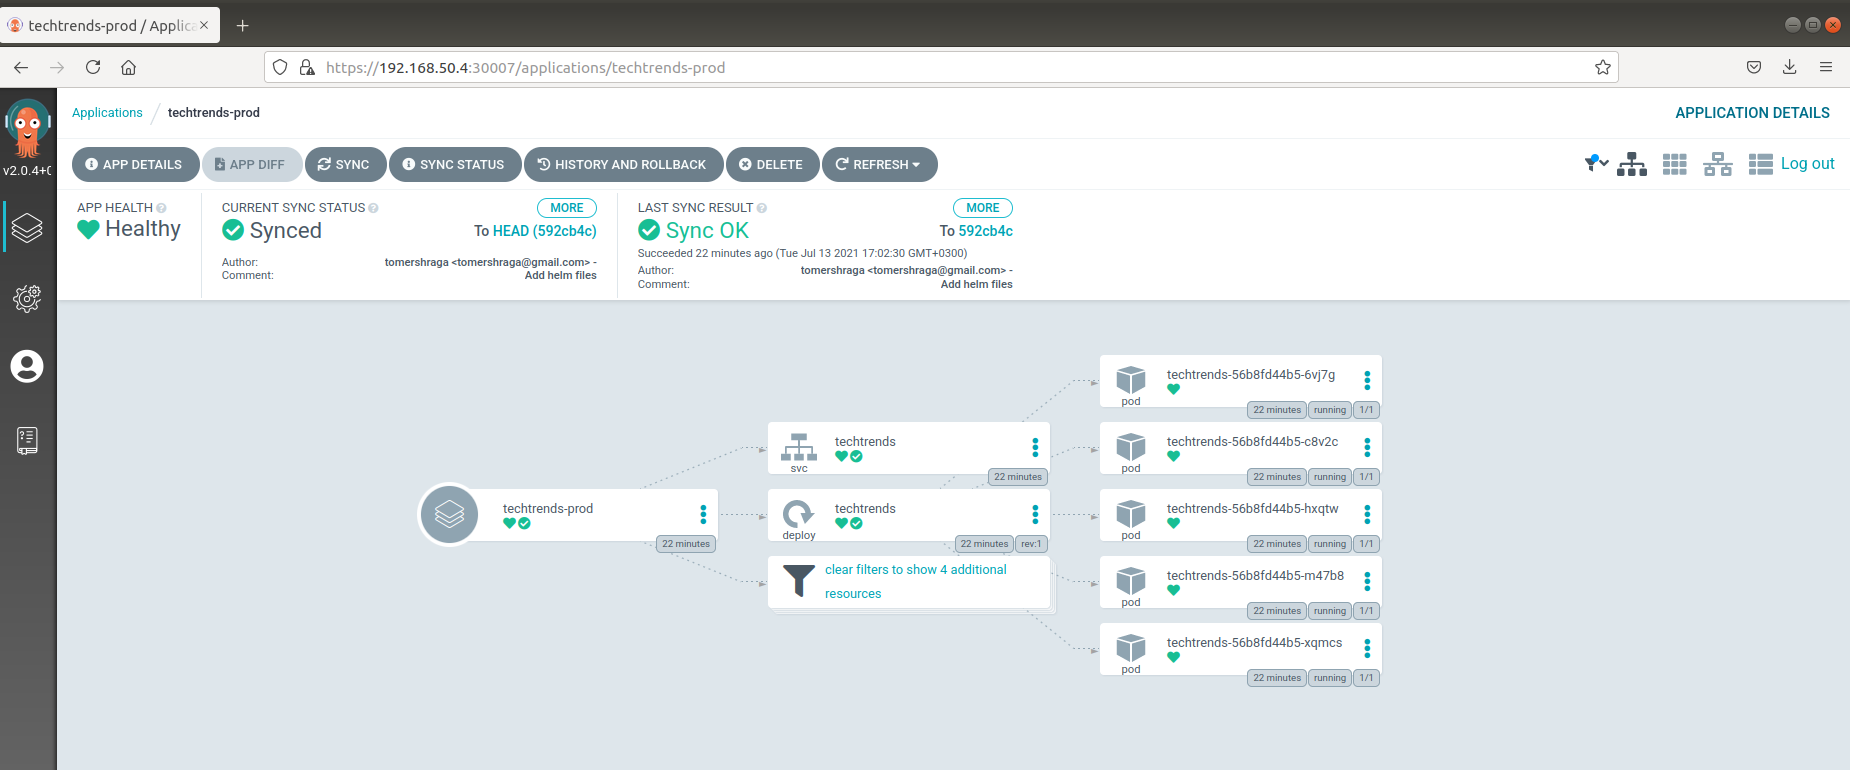 techtrends-prod / Applic
https://192.168.50.4:30007/applications/techtrends-prod
v2.0.4+0
Applications / techtrends-prod
APPLICATION DETAILS
APP DETAILS
APP DIFF
SYNC
SYNC STATUS
HISTORY AND ROLLBACK
DELETE
REFRESH
Log out
APP HEALTH
Healthy
CURRENT SYNC STATUS
MORE
Synced
To HEAD (592cb4c)
Author: tomershraga <tomershraga@gmail.com> -
Comment: Add helm files
LAST SYNC RESULT
MORE
Sync OK
To 592cb4c
Succeeded 22 minutes ago (Tue Jul 13 2021 17:02:30 GMT+0300)
Author: tomershraga <tomershraga@gmail.com> -
Comment: Add helm files
techtrends-prod
22 minutes
techtrends
svc
22 minutes
techtrends
deploy
22 minutes rev:1
clear filters to show 4 additional
resources
techtrends-56b8fd44b5-6vj7g
pod
22 minutes running 1/1
techtrends-56b8fd44b5-c8v2c
pod
22 minutes running 1/1
techtrends-56b8fd44b5-hxqtw
pod
22 minutes running 1/1
techtrends-56b8fd44b5-m47b8
pod
22 minutes running 1/1
techtrends-56b8fd44b5-xqmcs
pod
22 minutes running 1/1